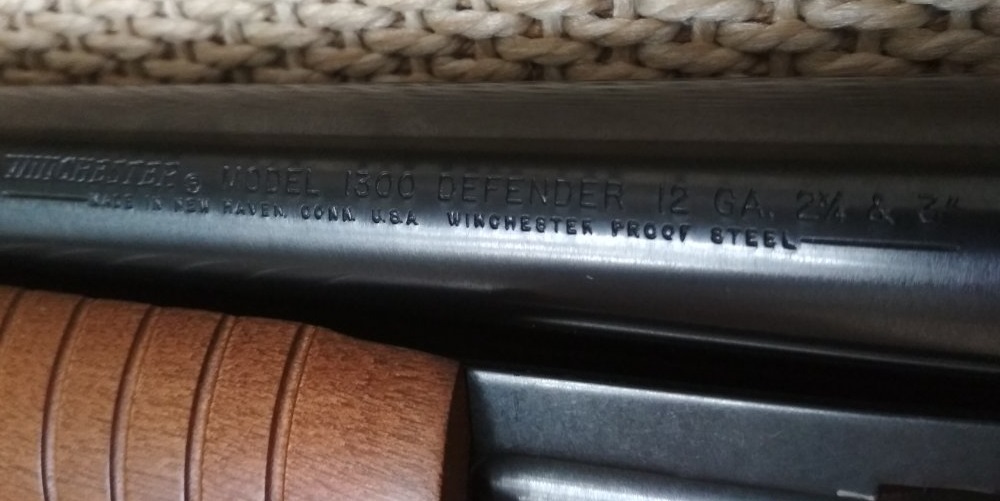 WINCHESTER® MODEL 1300 DEFENDER 12 GA. 2¾ & 3"
MADE IN NEW HAVEN, CONN. U.S.A WINCHESTER PROOF STEEL